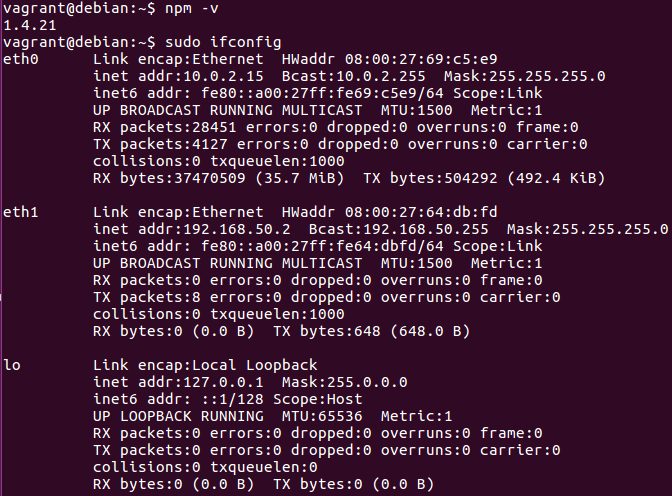 vagrant@debian:~$ npm -v
1.4.21
vagrant@debian:~$ sudo ifconfig
eth0      Link encap:Ethernet  HWaddr 08:00:27:69:c5:e9
          inet addr:10.0.2.15  Bcast:10.0.2.255  Mask:255.255.255.0
          inet6 addr: fe80::a00:27ff:fe69:c5e9/64 Scope:Link
          UP BROADCAST RUNNING MULTICAST  MTU:1500  Metric:1
          RX packets:28451 errors:0 dropped:0 overruns:0 frame:0
          TX packets:4127 errors:0 dropped:0 overruns:0 carrier:0
          collisions:0 txqueuelen:1000
          RX bytes:37470509 (35.7 MiB)  TX bytes:504292 (492.4 KiB)

eth1      Link encap:Ethernet  HWaddr 08:00:27:64:db:fd
          inet addr:192.168.50.2  Bcast:192.168.50.255  Mask:255.255.255.0
          inet6 addr: fe80::a00:27ff:fe64:dbfd/64 Scope:Link
          UP BROADCAST RUNNING MULTICAST  MTU:1500  Metric:1
          RX packets:0 errors:0 dropped:0 overruns:0 frame:0
          TX packets:8 errors:0 dropped:0 overruns:0 carrier:0
          collisions:0 txqueuelen:1000
          RX bytes:0 (0.0 B)  TX bytes:648 (648.0 B)

lo        Link encap:Local Loopback
          inet addr:127.0.0.1  Mask:255.0.0.0
          inet6 addr: ::1/128 Scope:Host
          UP LOOPBACK RUNNING  MTU:65536  Metric:1
          RX packets:0 errors:0 dropped:0 overruns:0 frame:0
          TX packets:0 errors:0 dropped:0 overruns:0 carrier:0
          collisions:0 txqueuelen:0
          RX bytes:0 (0.0 B)  TX bytes:0 (0.0 B)